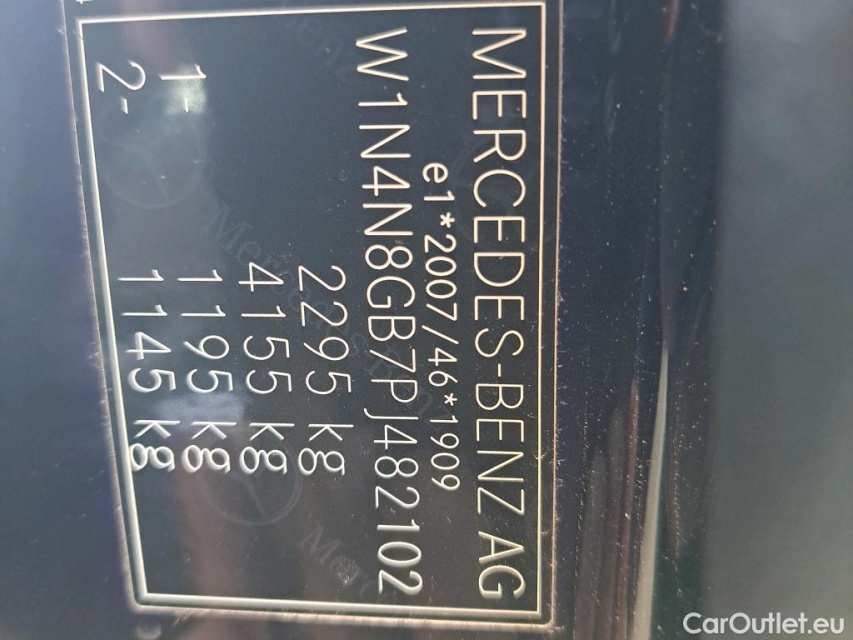 MERCEDES-BENZ AG
e1*2007/46*1909
W1N4N8GB7PJ482102
2295 kg
4155 kg
1- 1195 kg
2- 1145 kg
CarOutlet.eu